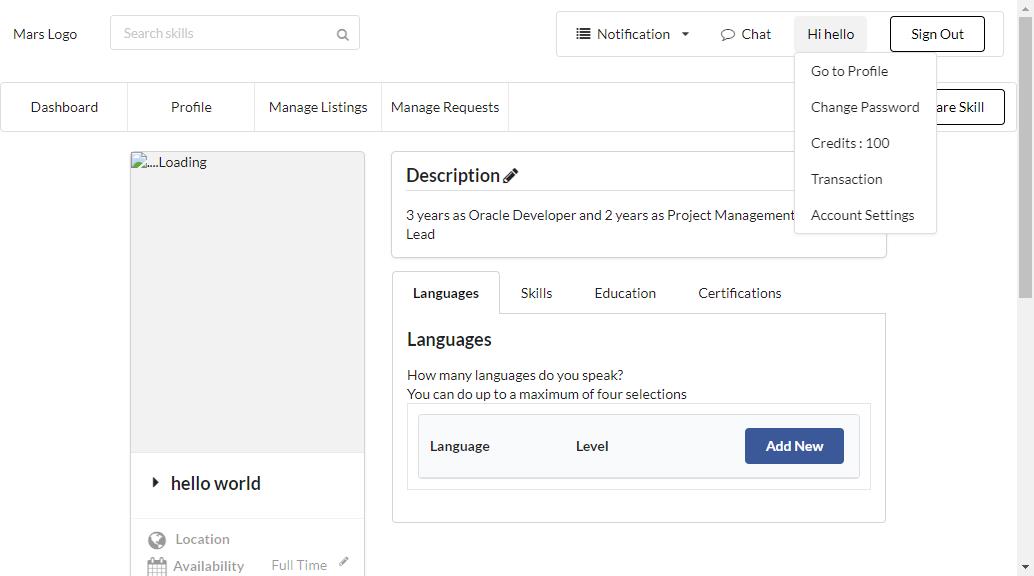 Mars Logo
Search skills
Notification
Chat
Hi hello
Sign Out
Go to Profile
Change Password
Credits : 100
Transaction
Account Settings
Dashboard
Profile
Manage Listings
Manage Requests
are Skill
....Loading
Description
3 years as Oracle Developer and 2 years as Project Management
Lead
Languages
Skills
Education
Certifications
Languages
How many languages do you speak?
You can do up to a maximum of four selections
Language
Level
Add New
hello world
Location
Availability
Full Time